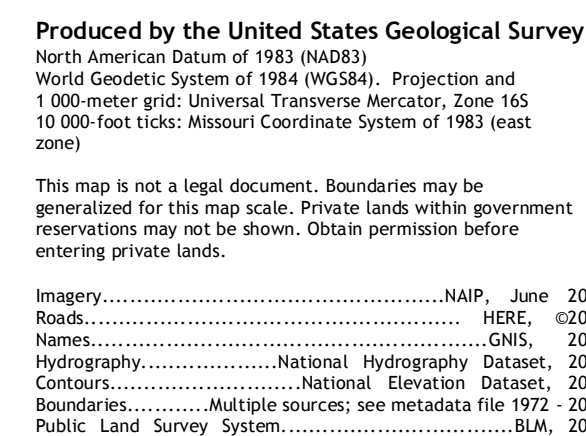 Produced by the United States Geological Survey
North American Datum of 1983 (NAD83)
World Geodetic System of 1984 (WGS84).  Projection and
1 000-meter grid: Universal Transverse Mercator, Zone 16S
10 000-foot ticks: Missouri Coordinate System of 1983 (east
zone)
This map is not a legal document. Boundaries may be
generalized for this map scale. Private lands within government
reservations may not be shown. Obtain permission before
entering private lands.
Imagery..............................................NAIP, June 20
Roads.................................................. HERE, ©20
Names.....................................................GNIS, 20
Hydrography..................National Hydrography Dataset, 20
Contours..........................National Elevation Dataset, 20
Boundaries...........Multiple sources; see metadata file 1972 - 20
Public Land Survey System...............................BLM, 20